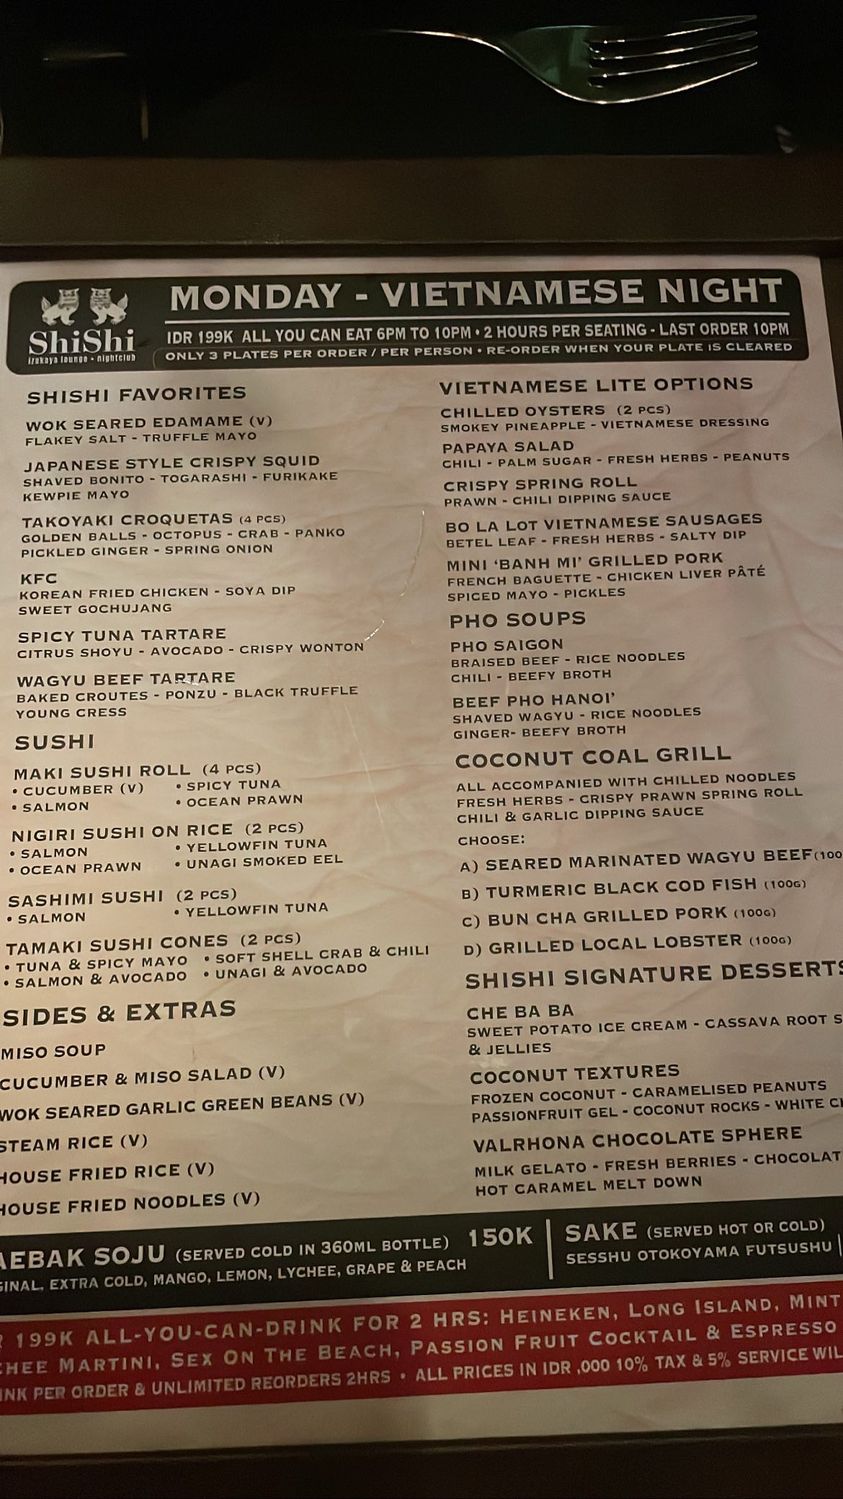 ShiShi
izakaya lounge • nightclub
MONDAY - VIETNAMESE NIGHT
IDR 199K ALL YOU CAN EAT 6PM TO 10PM • 2 HOURS PER SEATING - LAST ORDER 10PM
ONLY 3 PLATES PER ORDER / PER PERSON • RE-ORDER WHEN YOUR PLATE IS CLEARED
SHISHI FAVORITES
WOK SEARED EDAMAME (V)
FLAKEY SALT - TRUFFLE MAYO
JAPANESE STYLE CRISPY SQUID
SHAVED BONITO - TOGARASHI - FURIKAKE
KEWPIE MAYO
TAKOYAKI CROQUETAS (4 PCS)
GOLDEN BALLS - OCTOPUS - CRAB - PANKO
PICKLED GINGER - SPRING ONION
KFC
KOREAN FRIED CHICKEN - SOYA DIP
SWEET GOCHUJANG
SPICY TUNA TARTARE
CITRUS SHOYU - AVOCADO - CRISPY WONTON
WAGYU BEEF TARTARE
BAKED CROUTES - PONZU - BLACK TRUFFLE
YOUNG CRESS
SUSHI
MAKI SUSHI ROLL (4 PCS)
• CUCUMBER (V) • SPICY TUNA
• SALMON • OCEAN PRAWN
NIGIRI SUSHI ON RICE (2 PCS)
• SALMON • YELLOWFIN TUNA
• OCEAN PRAWN • UNAGI SMOKED EEL
SASHIMI SUSHI (2 PCS)
• SALMON • YELLOWFIN TUNA
TAMAKI SUSHI CONES (2 PCS)
• TUNA & SPICY MAYO • SOFT SHELL CRAB & CHILI
• SALMON & AVOCADO • UNAGI & AVOCADO
SIDES & EXTRAS
MISO SOUP
CUCUMBER & MISO SALAD (V)
WOK SEARED GARLIC GREEN BEANS (V)
STEAM RICE (V)
HOUSE FRIED RICE (V)
HOUSE FRIED NOODLES (V)
VIETNAMESE LITE OPTIONS
CHILLED OYSTERS (2 PCS)
SMOKEY PINEAPPLE - VIETNAMESE DRESSING
PAPAYA SALAD
CHILI - PALM SUGAR - FRESH HERBS - PEANUTS
CRISPY SPRING ROLL
PRAWN - CHILI DIPPING SAUCE
BO LA LOT VIETNAMESE SAUSAGES
BETEL LEAF - FRESH HERBS - SALTY DIP
MINI 'BANH MI' GRILLED PORK
FRENCH BAGUETTE - CHICKEN LIVER PÂTÉ
SPICED MAYO - PICKLES
PHO SOUPS
PHO SAIGON
BRAISED BEEF - RICE NOODLES
CHILI - BEEFY BROTH
BEEF PHO HANOI'
SHAVED WAGYU - RICE NOODLES
GINGER- BEEFY BROTH
COCONUT COAL GRILL
ALL ACCOMPANIED WITH CHILLED NOODLES
FRESH HERBS - CRISPY PRAWN SPRING ROLL
CHILI & GARLIC DIPPING SAUCE
CHOOSE:
A) SEARED MARINATED WAGYU BEEF(100
B) TURMERIC BLACK COD FISH (100G)
C) BUN CHA GRILLED PORK (100G)
D) GRILLED LOCAL LOBSTER (100G)
SHISHI SIGNATURE DESSERTS
CHE BA BA
SWEET POTATO ICE CREAM - CASSAVA ROOT S
& JELLIES
COCONUT TEXTURES
FROZEN COCONUT - CARAMELISED PEANUTS
PASSIONFRUIT GEL - COCONUT ROCKS - WHITE CH
VALRHONA CHOCOLATE SPHERE
MILK GELATO - FRESH BERRIES - CHOCOLAT
HOT CARAMEL MELT DOWN
AEBAK SOJU (SERVED COLD IN 360ML BOTTLE) 150K
GINAL, EXTRA COLD, MANGO, LEMON, LYCHEE, GRAPE & PEACH
SAKE (SERVED HOT OR COLD)
SESSHU OTOKOYAMA FUTSUSHU
R 199K ALL-YOU-CAN-DRINK FOR 2 HRS: HEINEKEN, LONG ISLAND, MINT
CHEE MARTINI, SEX ON THE BEACH, PASSION FRUIT COCKTAIL & ESPRESSO
INK PER ORDER & UNLIMITED REORDERS 2HRS • ALL PRICES IN IDR ,000 10% TAX & 5% SERVICE WIL